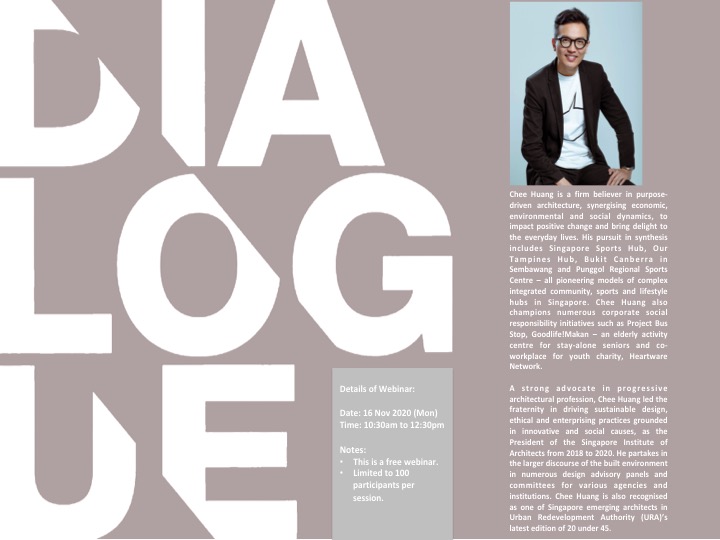 DIA
LOG
UE
Details of Webinar:
Date: 16 Nov 2020 (Mon)
Time: 10:30am to 12:30pm
Notes:
• This is a free webinar.
• Limited to 100
participants per
session.
Chee Huang is a firm believer in purpose-
driven architecture, synergising economic,
environmental and social dynamics, to
impact positive change and bring delight to
the everyday lives. His pursuit in synthesis
includes Singapore Sports Hub, Our
Tampines Hub, Bukit Canberra in
Sembawang and Punggol Regional Sports
Centre – all pioneering models of complex
integrated community, sports and lifestyle
hubs in Singapore. Chee Huang also
champions numerous corporate social
responsibility initiatives such as Project Bus
Stop, Goodlife!Makan – an elderly activity
centre for stay-alone seniors and co-
workplace for youth charity, Heartware
Network.
A strong advocate in progressive
architectural profession, Chee Huang led the
fraternity in driving sustainable design,
ethical and enterprising practices grounded
in innovative and social causes, as the
President of the Singapore Institute of
Architects from 2018 to 2020. He partakes in
the larger discourse of the built environment
in numerous design advisory panels and
committees for various agencies and
institutions. Chee Huang is also recognised
as one of Singapore emerging architects in
Urban Redevelopment Authority (URA)'s
latest edition of 20 under 45.